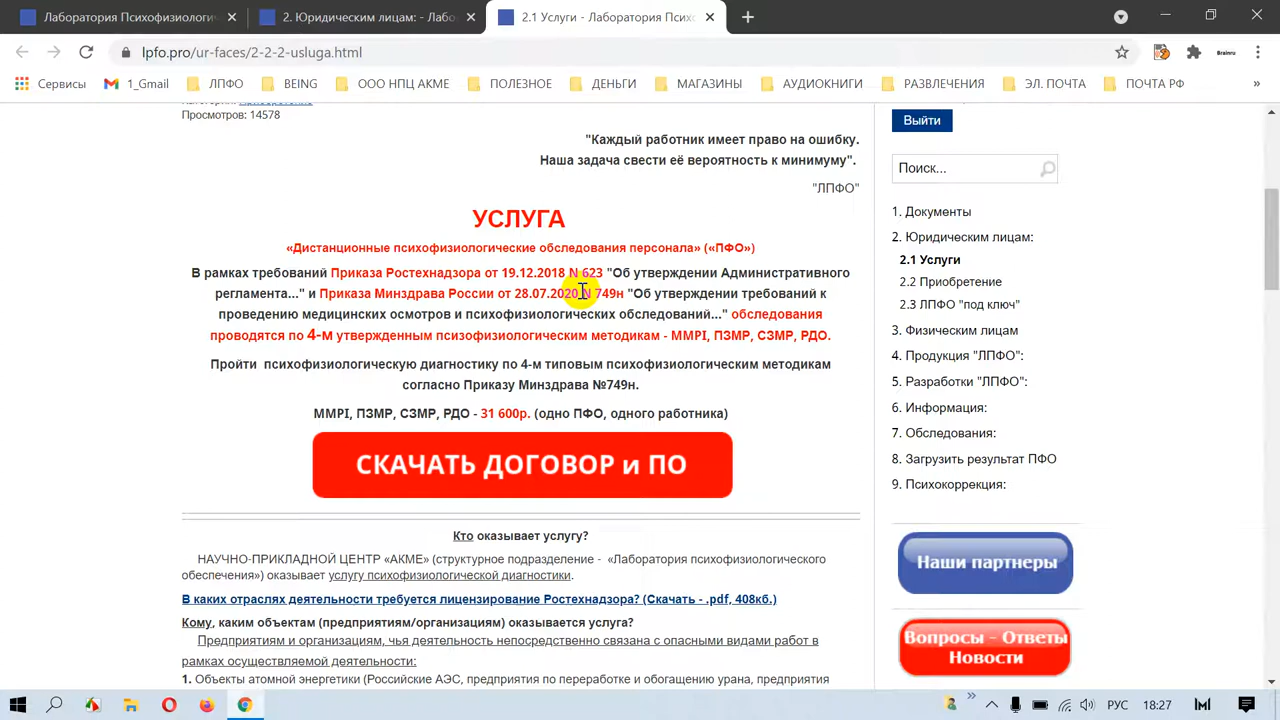 Лаборатория Психофизиологич
2. Юридическим лицам: - Лабо
2.1 Услуги - Лаборатория Психо
lpfo.pro/ur-faces/2-2-2-usluga.html
Brainru
Сервисы
1_Gmail
ЛПФО
BEING
ООО НПЦ АКМЕ
ПОЛЕЗНОЕ
ДЕНЬГИ
МАГАЗИНЫ
АУДИОКНИГИ
РАЗВЛЕЧЕНИЯ
ЭЛ. ПОЧТА
ПОЧТА РФ
»
Просмотров: 14578
"Каждый работник имеет право на ошибку.
Наша задача свести её вероятность к минимуму".
"ЛПФО"
УСЛУГА
«Дистанционные психофизиологические обследования персонала» («ПФО»)
В рамках требований Приказа Ростехнадзора от 19.12.2018 N 623 "Об утверждении Административного
регламента..." и Приказа Минздрава России от 28.07.2020 N 749н "Об утверждении требований к
проведению медицинских осмотров и психофизиологических обследований..." обследования
проводятся по 4-м утвержденным псизофизиологическим методикам - MMPI, ПЗМР, СЗМР, РДО.
Пройти психофизиологическую диагностику по 4-м типовым психофизиологическим методикам
согласно Приказу Минздрава №749н.
MMPI, ПЗМР, СЗМР, РДО - 31 600р. (одно ПФО, одного работника)
СКАЧАТЬ ДОГОВОР и ПО
Кто оказывает услугу?
НАУЧНО-ПРИКЛАДНОЙ ЦЕНТР «АКМЕ» (структурное подразделение - «Лаборатория психофизиологического
обеспечения») оказывает услугу психофизиологической диагностики.
В каких отраслях деятельности требуется лицензирование Ростехнадзора? (Скачать - .pdf, 408кб.)
Кому, каким объектам (предприятиям/организациям) оказывается услуга?
Предприятиям и организациям, чья деятельность непосредственно связана с опасными видами работ в
рамках осуществляемой деятельности:
1. Объекты атомной энергетики (Российские АЭС, предприятия по переработке и обогащению урана, предприятия
Выйти
Поиск...
1. Документы
2. Юридическим лицам:
2.1 Услуги
2.2 Приобретение
2.3 ЛПФО "под ключ"
3. Физическим лицам
4. Продукция "ЛПФО":
5. Разработки "ЛПФО":
6. Информация:
7. Обследования:
8. Загрузить результат ПФО
9. Психокоррекция:
Наши партнеры
Вопросы - Ответы
Новости
»
РУС
18:27